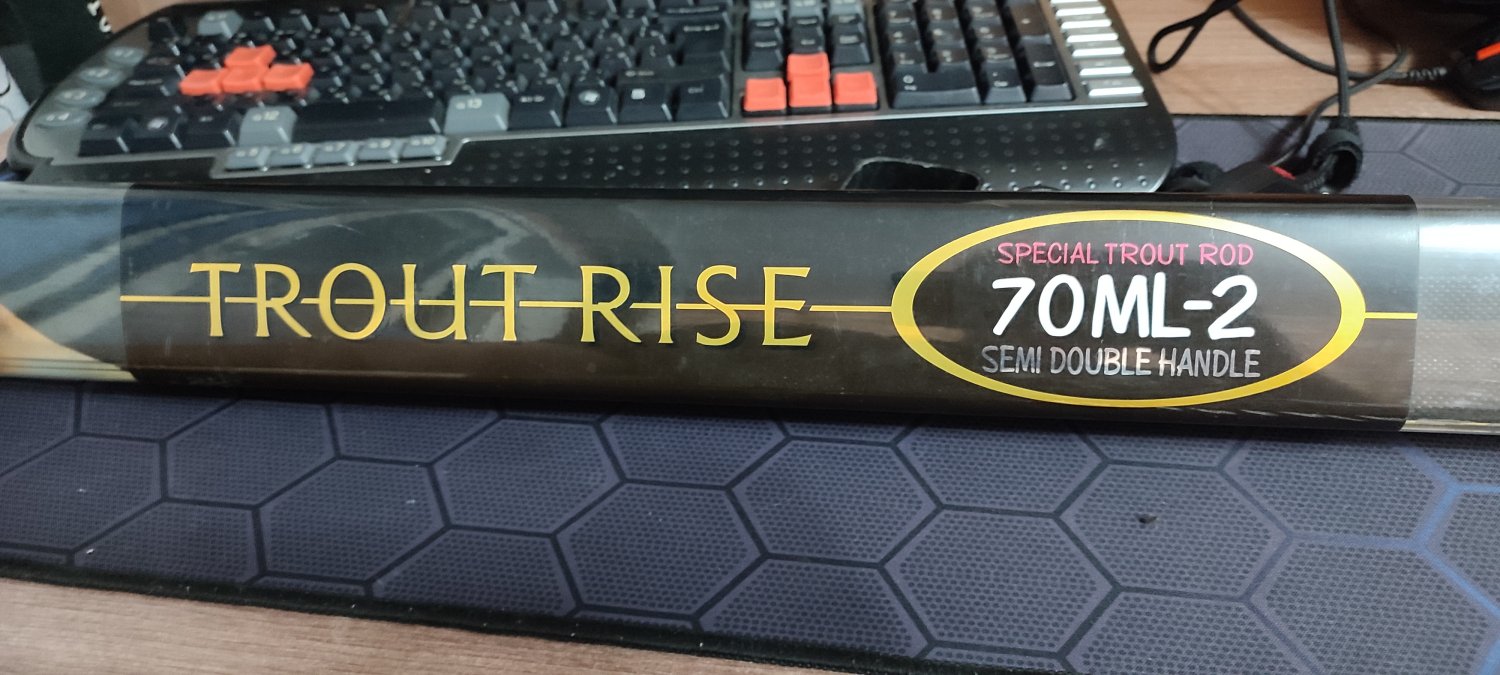 TROUT RISE
SPECIAL TROUT ROD
70ML-2
SEMI DOUBLE HANDLE